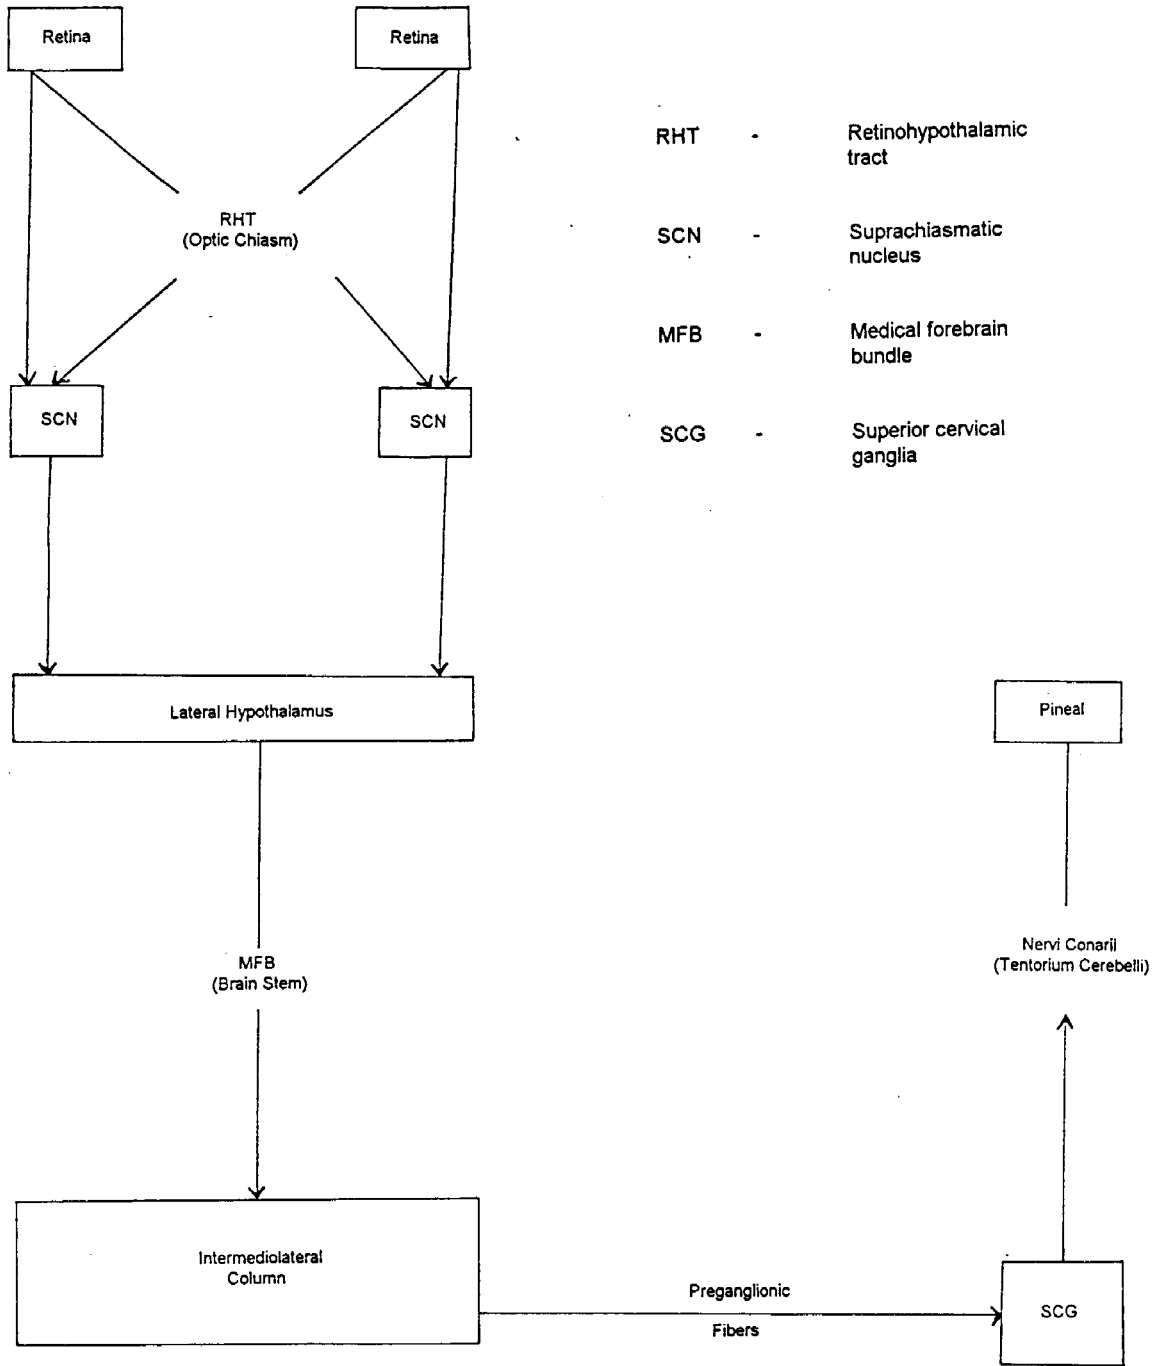 Retina
Retina
RHT
(Optic Chiasm)
RHT - Retinohypothalamic
tract
SCN - Suprachiasmatic
nucleus
MFB - Medical forebrain
bundle
SCG - Superior cervical
ganglia
SCN
SCN
Lateral Hypothalamus
Pineal
MFB
(Brain Stem)
Nervi Conarii
(Tentorium Cerebelli)
Intermediolateral
Column
Preganglionic
Fibers
SCG